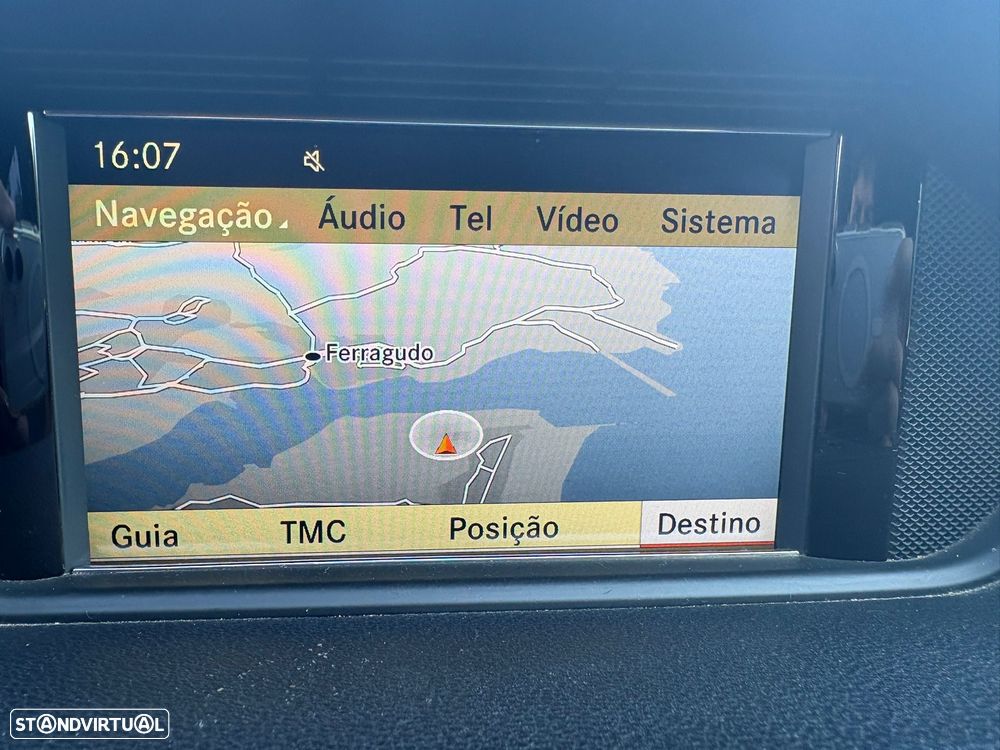 16:07
Navegação Áudio Tel Vídeo Sistema
Ferragudo
Guia TMC Posição Destino
STANDVIRTUAL